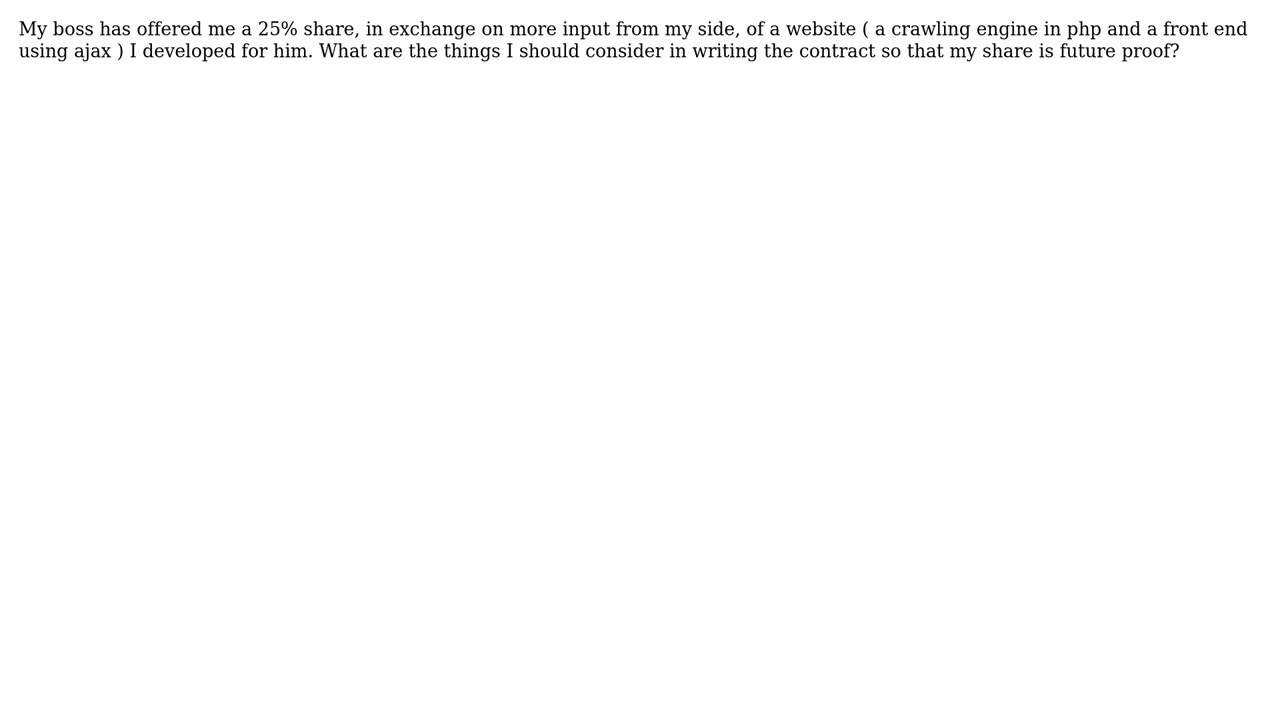 My boss has offered me a 25% share, in exchange on more input from my side, of a website ( a crawling engine in php and a front end
using ajax ) I developed for him. What are the things I should consider in writing the contract so that my share is future proof?